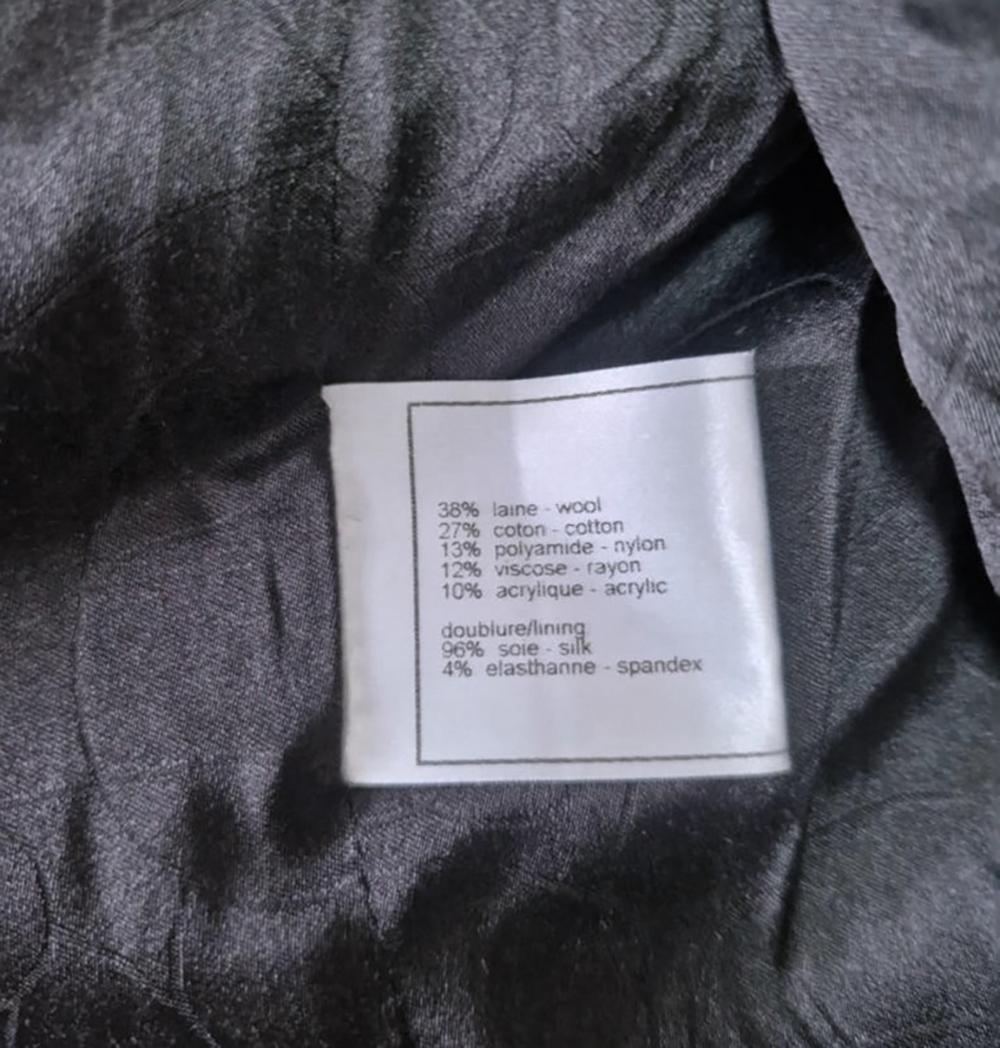 38% laine - wool
27% coton - cotton
13% polyamide - nylon
12% viscose - rayon
10% acrylique - acrylic
doublure/lining
96% soie - silk
4% elasthanne - spandex